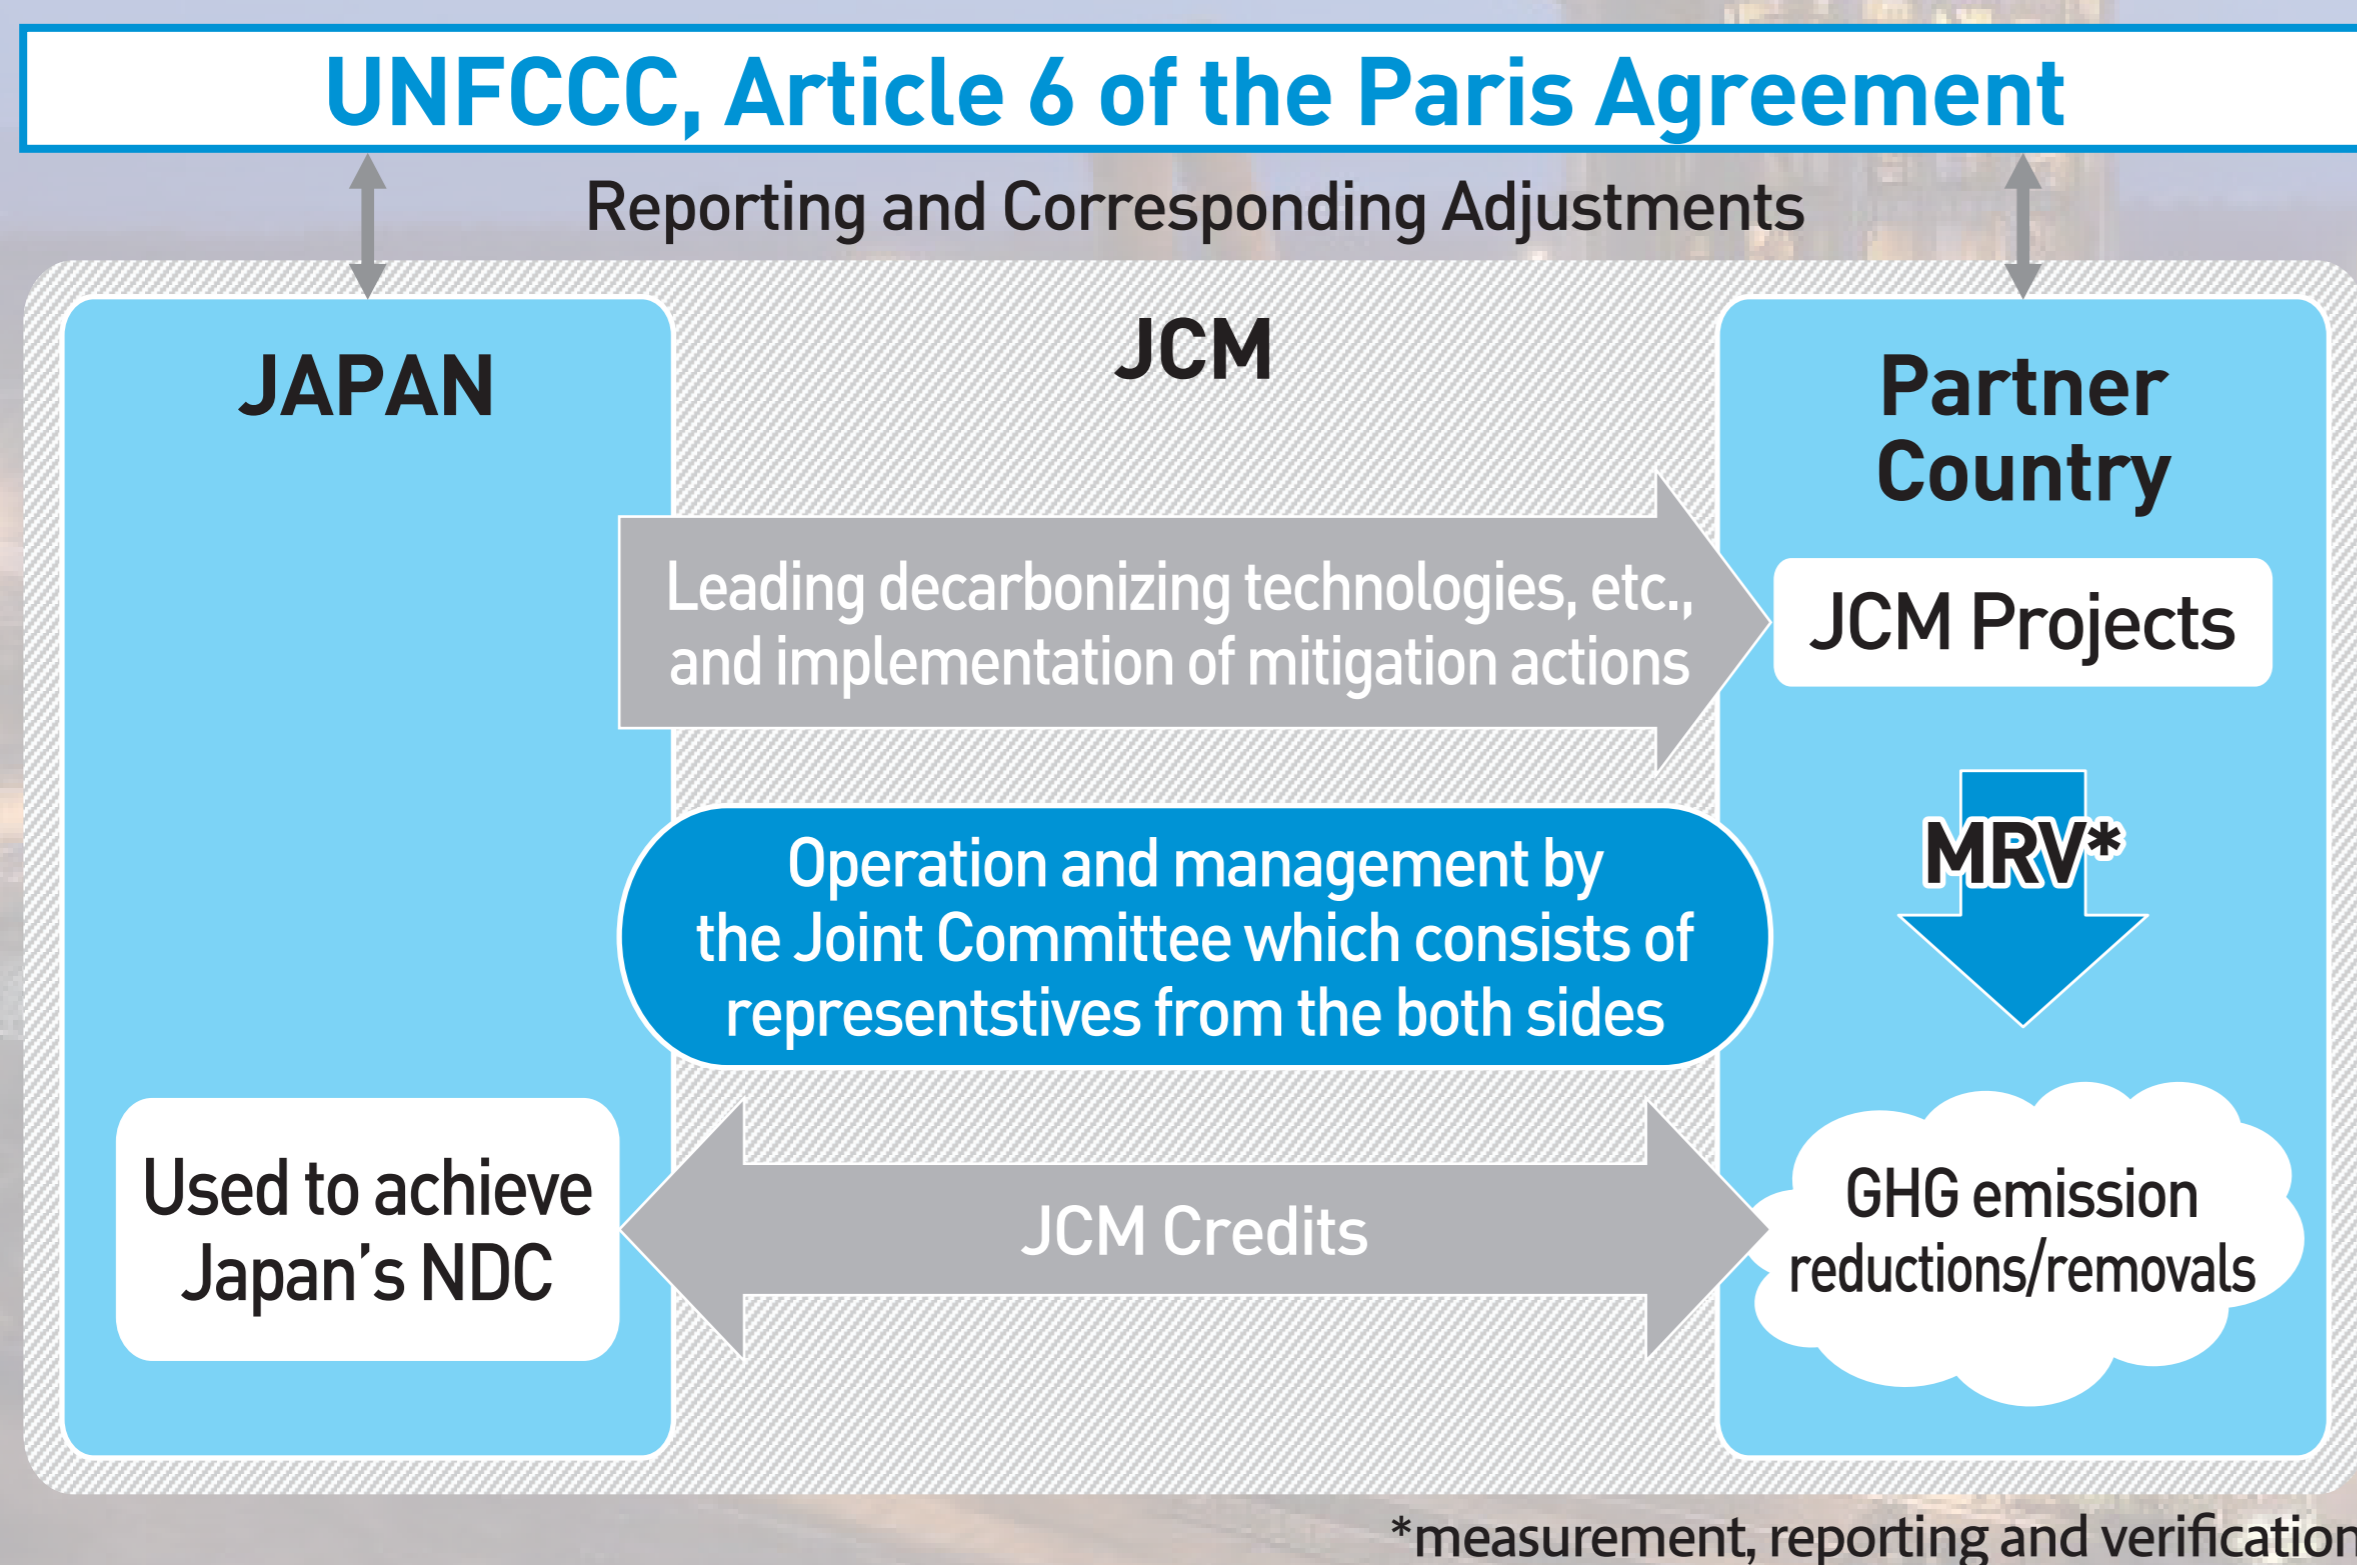 UNFCCC, Article 6 of the Paris Agreement
Reporting and Corresponding Adjustments
JCM
JAPAN
Partner
Country
Leading decarbonizing technologies, etc.,
and implementation of mitigation actions
JCM Projects
MRV*
Operation and management by
the Joint Committee which consists of
representstives from the both sides
Used to achieve
Japan's NDC
JCM Credits
GHG emission
reductions/removals
*measurement, reporting and verification